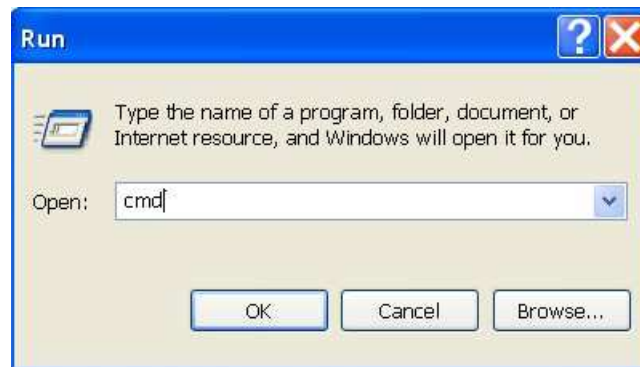 Run
Type the name of a program, folder, document, or
Internet resource, and Windows will open it for you.
Open: cmd
OK Cancel Browse...